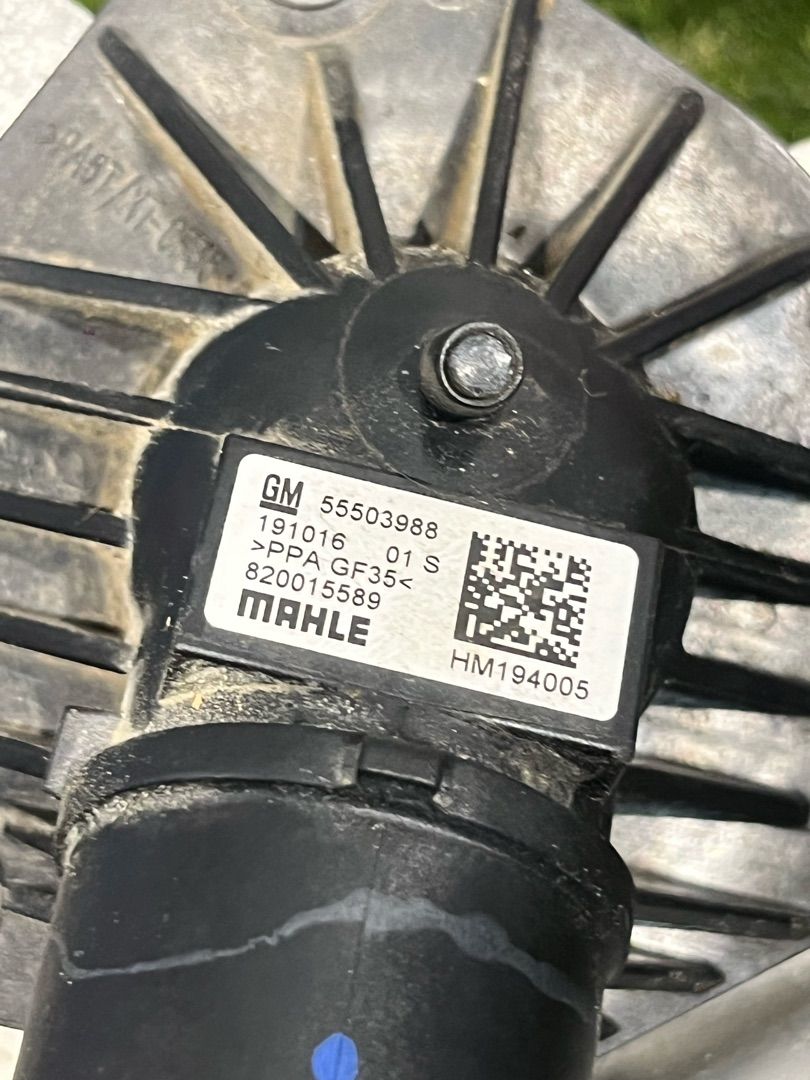 GM 55503988
191016 01 S
>PPA GF35<
820015589
MAHLE
HM194005